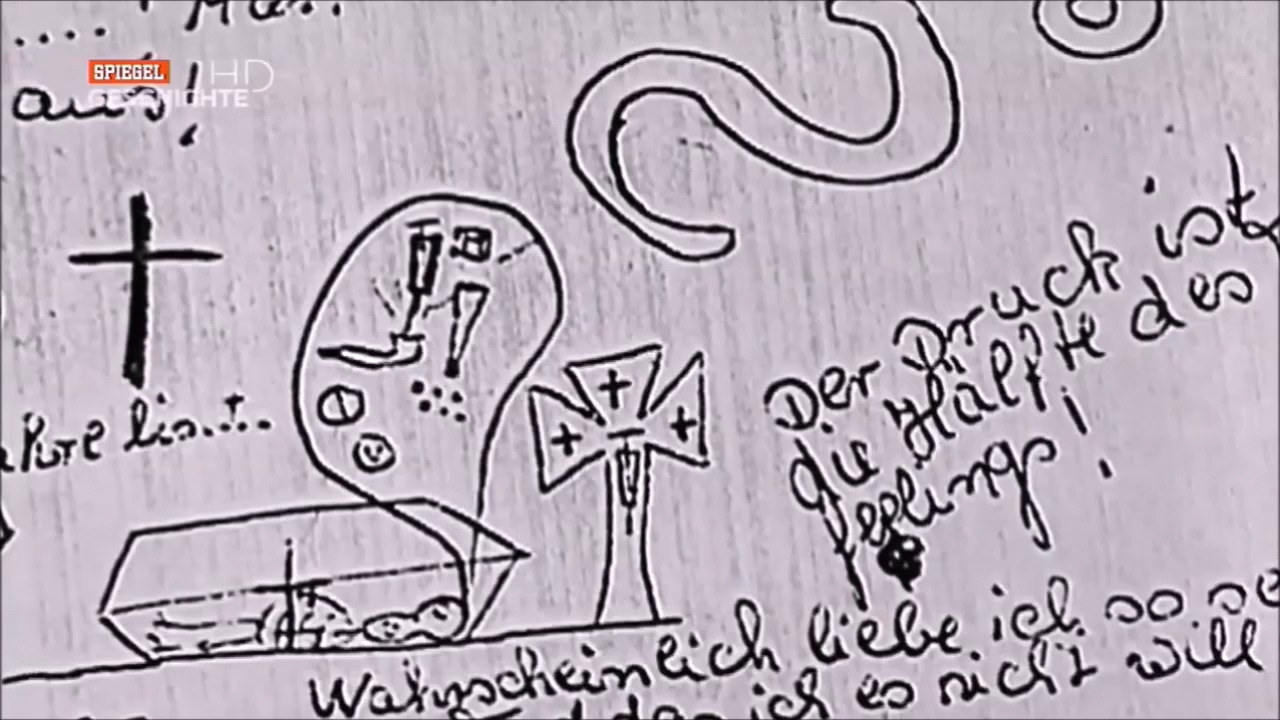 aus!
SPIEGEL HD
GESCHICHTE
Der Druck ist
die Hälfte des
feelings!
Wahrscheinlich liebe ich so
ich es nicht will